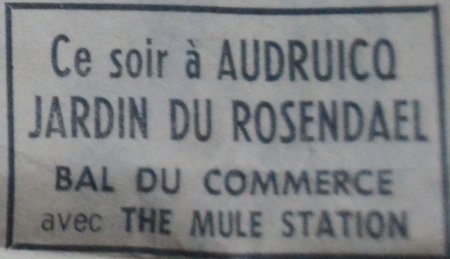 Ce soir à AUDRUICQ
JARDIN DU ROSENDAEL
BAL DU COMMERCE
avec THE MULE STATION